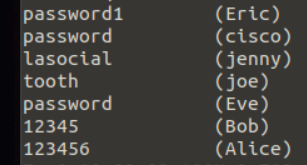 password1 (Eric)
password (cisco)
lasocial (jenny)
tooth (joe)
password (Eve)
12345 (Bob)
123456 (Alice)